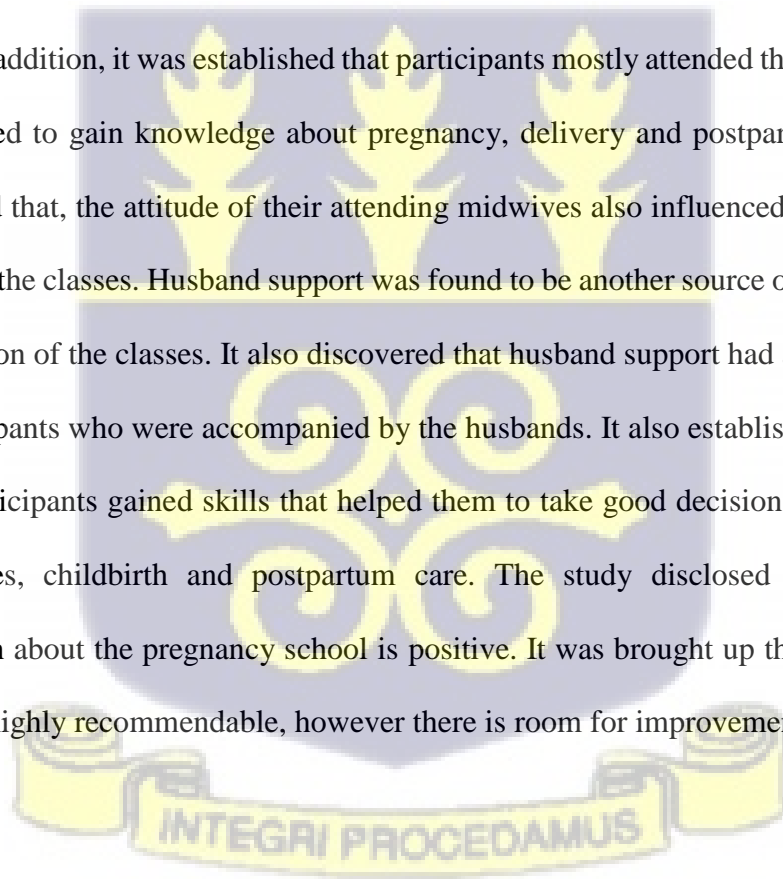 addition, it was established that participants mostly attended th
ed to gain knowledge about pregnancy, delivery and postpar
that, the attitude of their attending midwives also influenced
the classes. Husband support was found to be another source o
on of the classes. It also discovered that husband support had
pants who were accompanied by the husbands. It also establis
icipants gained skills that helped them to take good decision
es, childbirth and postpartum care. The study disclosed
about the pregnancy school is positive. It was brought up th
ighly recommendable, however there is room for improvemen
INTEGRI PROCEDAMUS